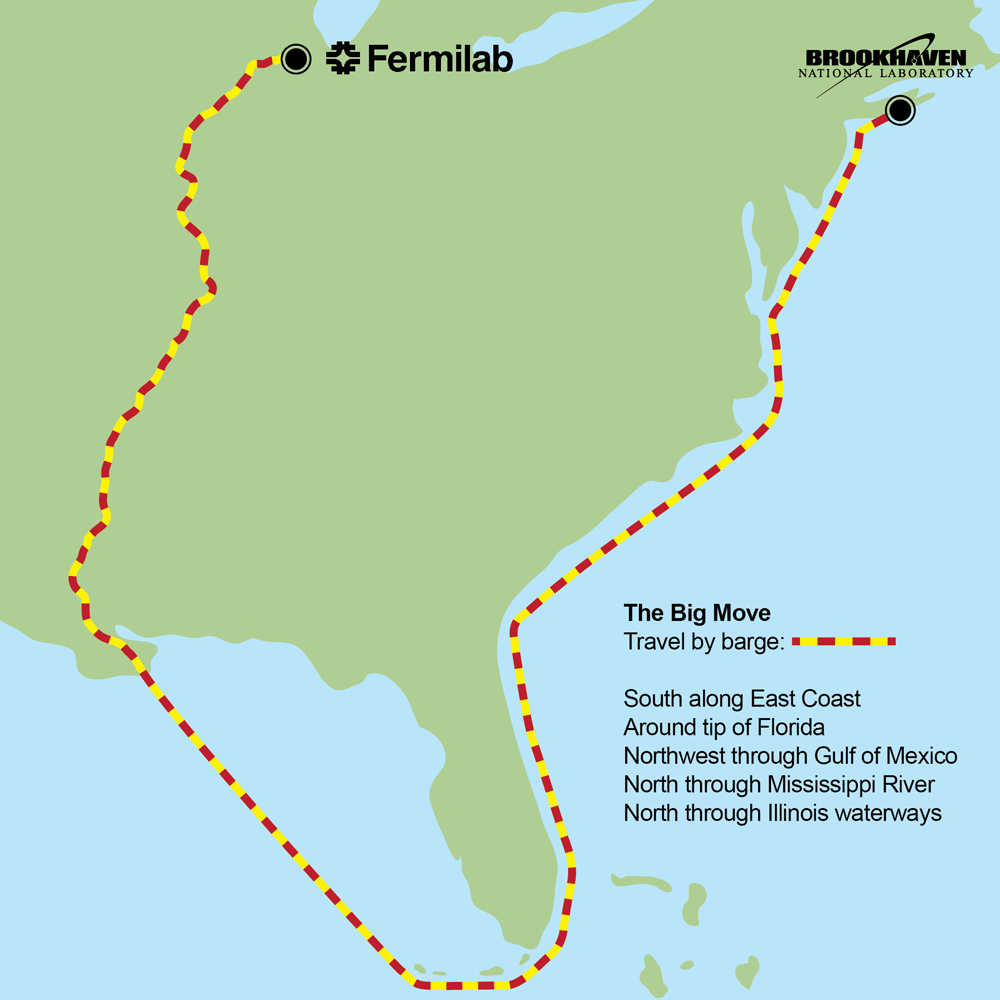 Fermilab
BROOKHAVEN
NATIONAL LABORATORY
The Big Move
Travel by barge:
South along East Coast
Around tip of Florida
Northwest through Gulf of Mexico
North through Mississippi River
North through Illinois waterways